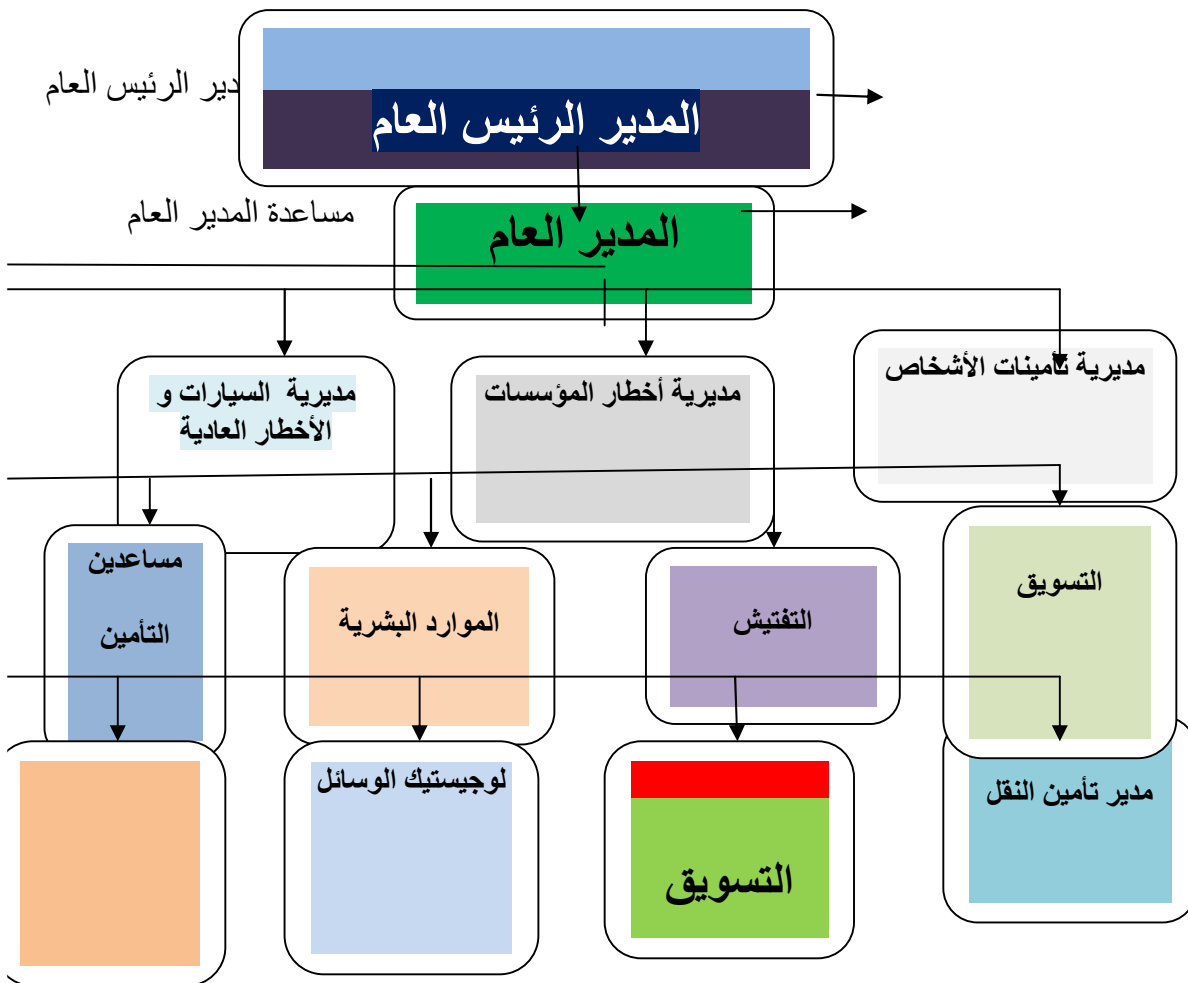 المدير الرئيس العام
دير الرئيس العام
المدير العام
مساعدة المدير العام
مديرية تأمينات الأشخاص
مديرية أخطار المؤسسات
مديرية السيارات و
الأخطار العادية
التسويق
التفتيش
الموارد البشرية
مساعدين
التأمين
مدير تأمين النقل
التسويق
لوجيستيك الوسائل